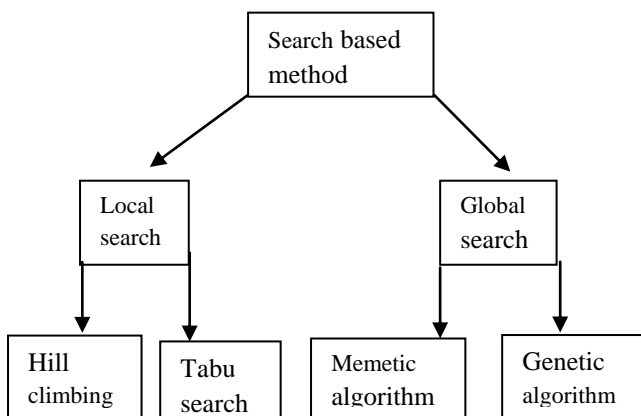 Search based
method
Local
search
Global
search
Hill
climbing
Tabu
search
Memetic
algorithm
Genetic
algorithm